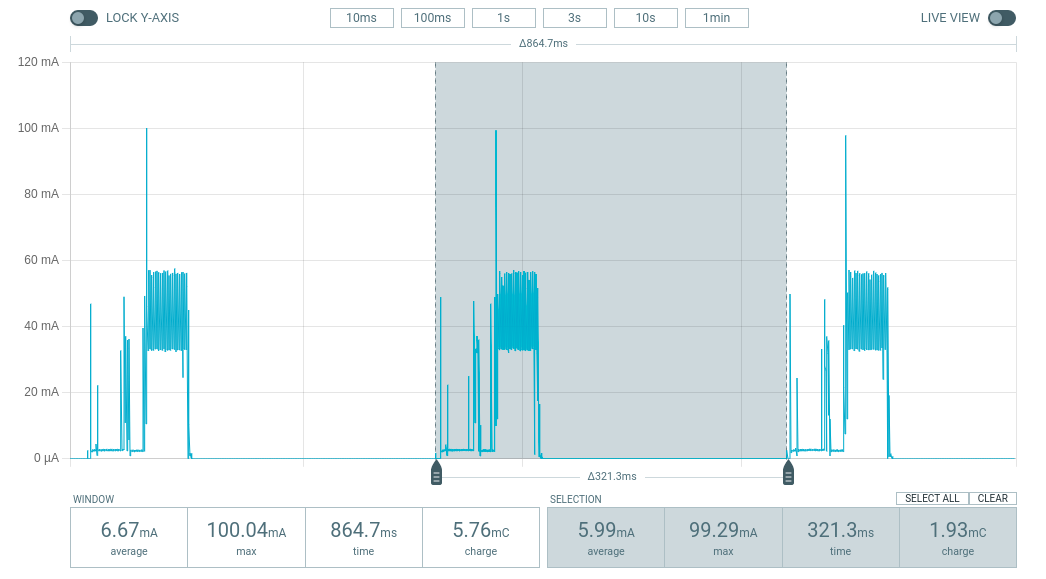 LOCK Y-AXIS 10ms 100ms 1s 3s 10s 1min LIVE VIEW
Δ864.7ms
120 mA
100 mA
80 mA
60 mA
40 mA
20 mA
0 µA
Δ321.3ms
WINDOW SELECTION SELECT ALL CLEAR
6.67mA 100.04mA 864.7ms 5.76mC 5.99mA 99.29mA 321.3ms 1.93mC
average max time charge average max time charge